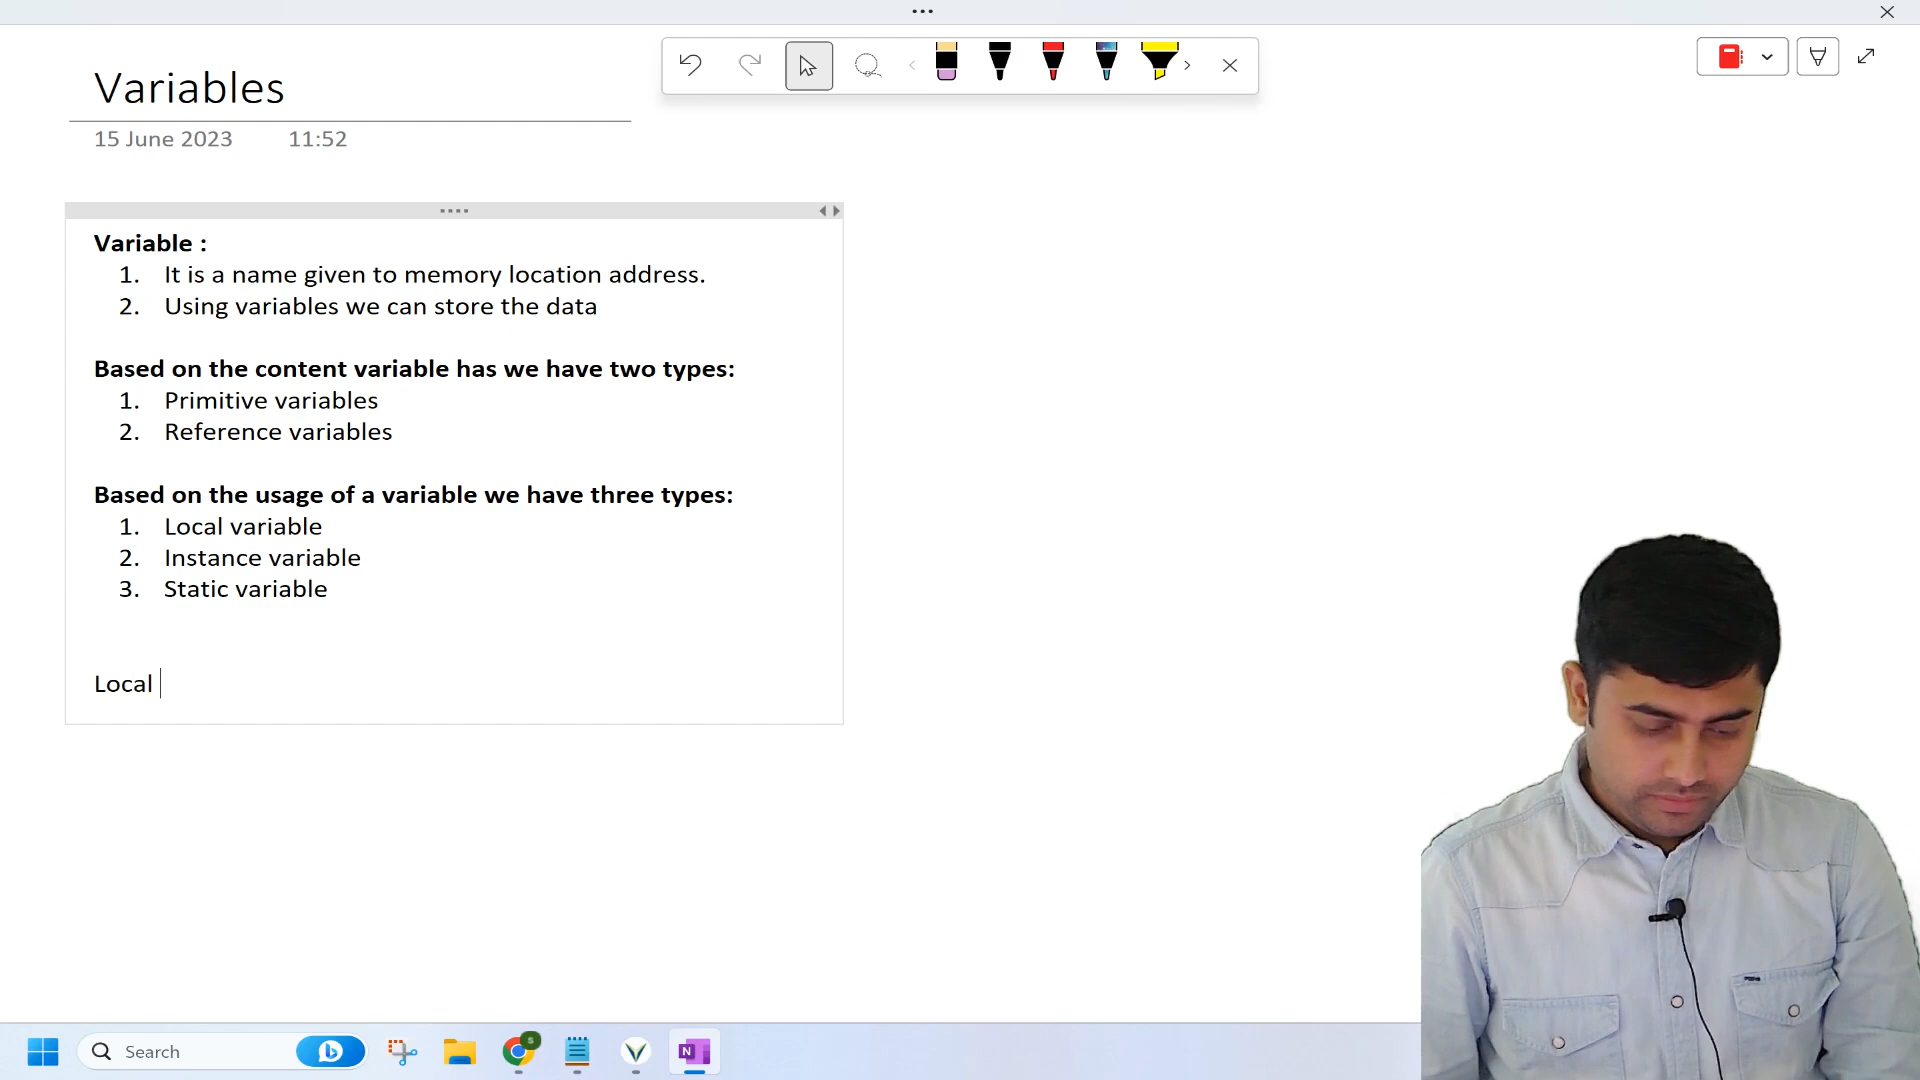 Variables
15 June 2023 11:52
Variable :
1. It is a name given to memory location address.
2. Using variables we can store the data
Based on the content variable has we have two types:
1. Primitive variables
2. Reference variables
Based on the usage of a variable we have three types:
1. Local variable
2. Instance variable
3. Static variable
Local
Search
S
N